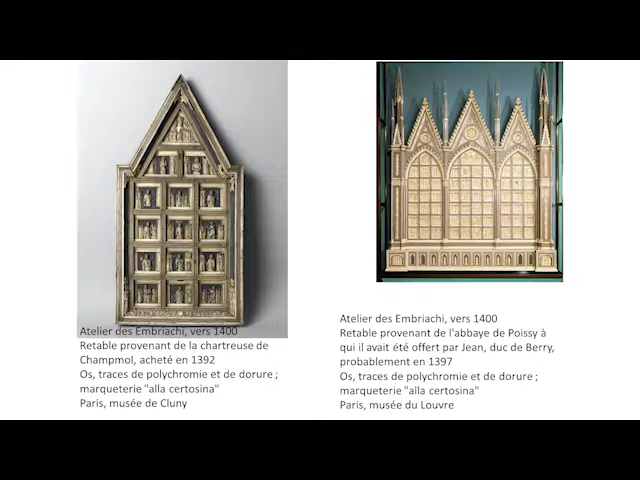 Atelier des Embriachi, vers 1400
Retable provenant de la chartreuse de
Champmol, acheté en 1392
Os, traces de polychromie et de dorure ;
marqueterie "alla certosina"
Paris, musée de Cluny
Atelier des Embriachi, vers 1400
Retable provenant de l'abbaye de Poissy à
qui il avait été offert par Jean, duc de Berry,
probablement en 1397
Os, traces de polychromie et de dorure ;
marqueterie "alla certosina"
Paris, musée du Louvre